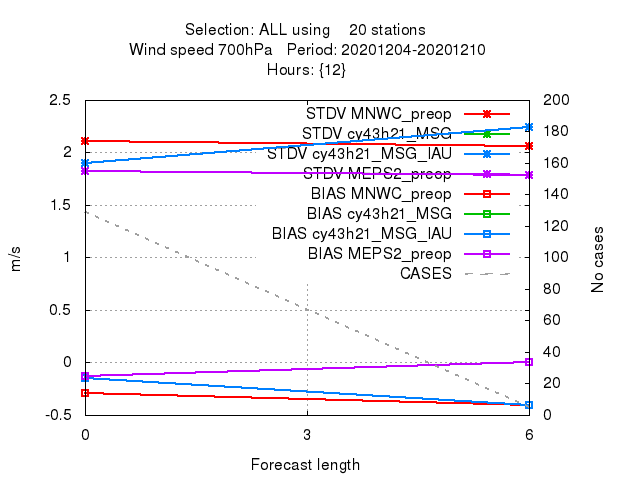 Selection: ALL using    20 stations
Wind speed 700hPa   Period: 20201204-20201210
Hours: {12}
2.5
2
1.5
1
0.5
0
-0.5
m/s
STDV MNWC_preop
STDV cy43h21_MSG
STDV cy43h21_MSG_IAU
STDV MEPS2_preop
BIAS MNWC_preop
BIAS cy43h21_MSG
BIAS cy43h21_MSG_IAU
BIAS MEPS2_preop
CASES
200
180
160
140
120
100
80
60
40
20
0
No cases
0
3
6
Forecast length